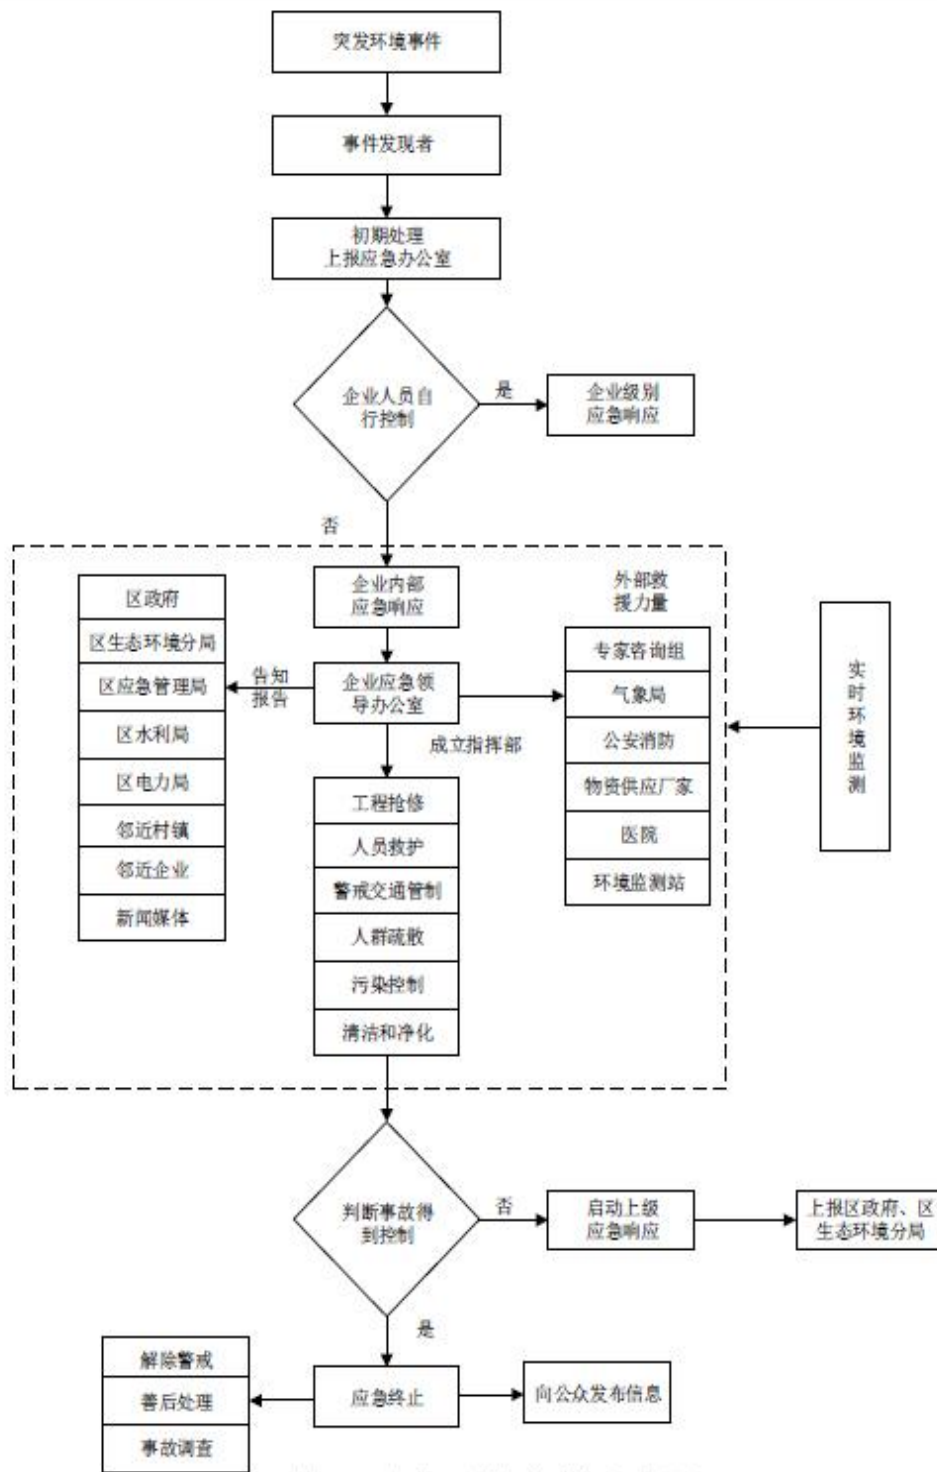 突发环境事件
事件发现者
初期处理
上报应急办公室
企业人员自
行控制
是
企业级别
应急响应
否
企业内部
应急响应
外部救
援力量
区政府
区生态环境分局
区应急管理局
区水利局
区电力局
邻近村镇
邻近企业
新闻媒体
告知
报告
企业应急领
导办公室
成立指挥部
专家咨询组
气象局
公安消防
物资供应厂家
医院
环境监测站
实
时
环
境
监
测
工程抢修
人员救护
警戒交通管制
人群疏散
污染控制
清洁和净化
判断事故得
到控制
否
启动上级
应急响应
上报区政府、区
生态环境分局
是
解除警戒
善后处理
事故调查
应急终止
向公众发布信息